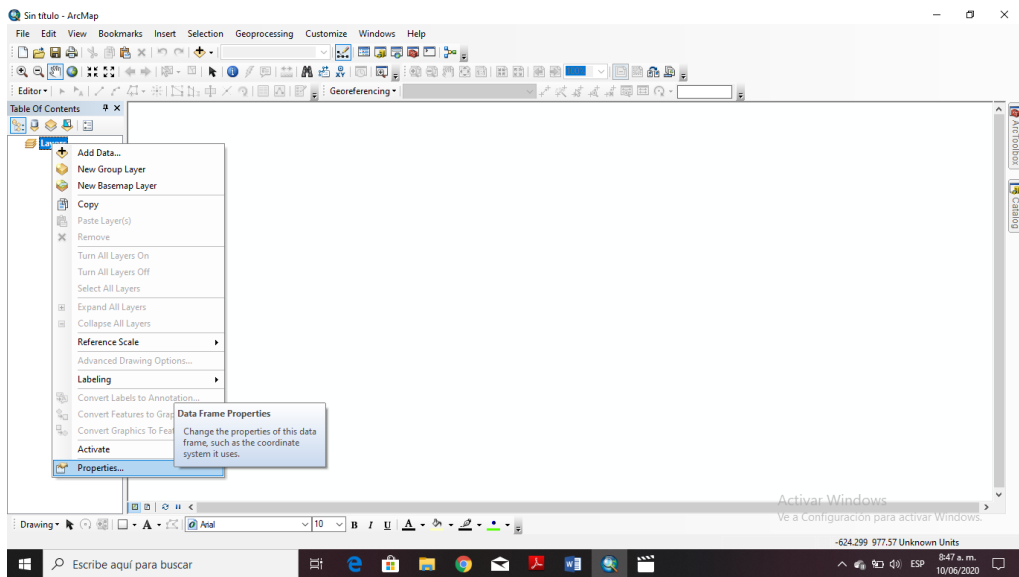 Sin título - ArcMap
File Edit View Bookmarks Insert Selection Geoprocessing Customize Windows Help
Editor
Georeferencing
Table Of Contents
ArcToolbox
Catalog
Add Data...
New Group Layer
New Basemap Layer
Copy
Paste Layer(s)
Remove
Turn All Layers On
Turn All Layers Off
Select All Layers
Expand All Layers
Collapse All Layers
Reference Scale
Advanced Drawing Options...
Labeling
Convert Labels to Annotation...
Convert Features to Grap
Convert Graphics To Feat
Activate
Properties...
Data Frame Properties
Change the properties of this data
frame, such as the coordinate
system it uses.
Activar Windows
Ve a Configuración para activar Windows.
Drawing A Arial 10 B I U A
-624.299 977.57 Unknown Units
Escribe aquí para buscar
ESP
8:47 a. m.
10/06/2020